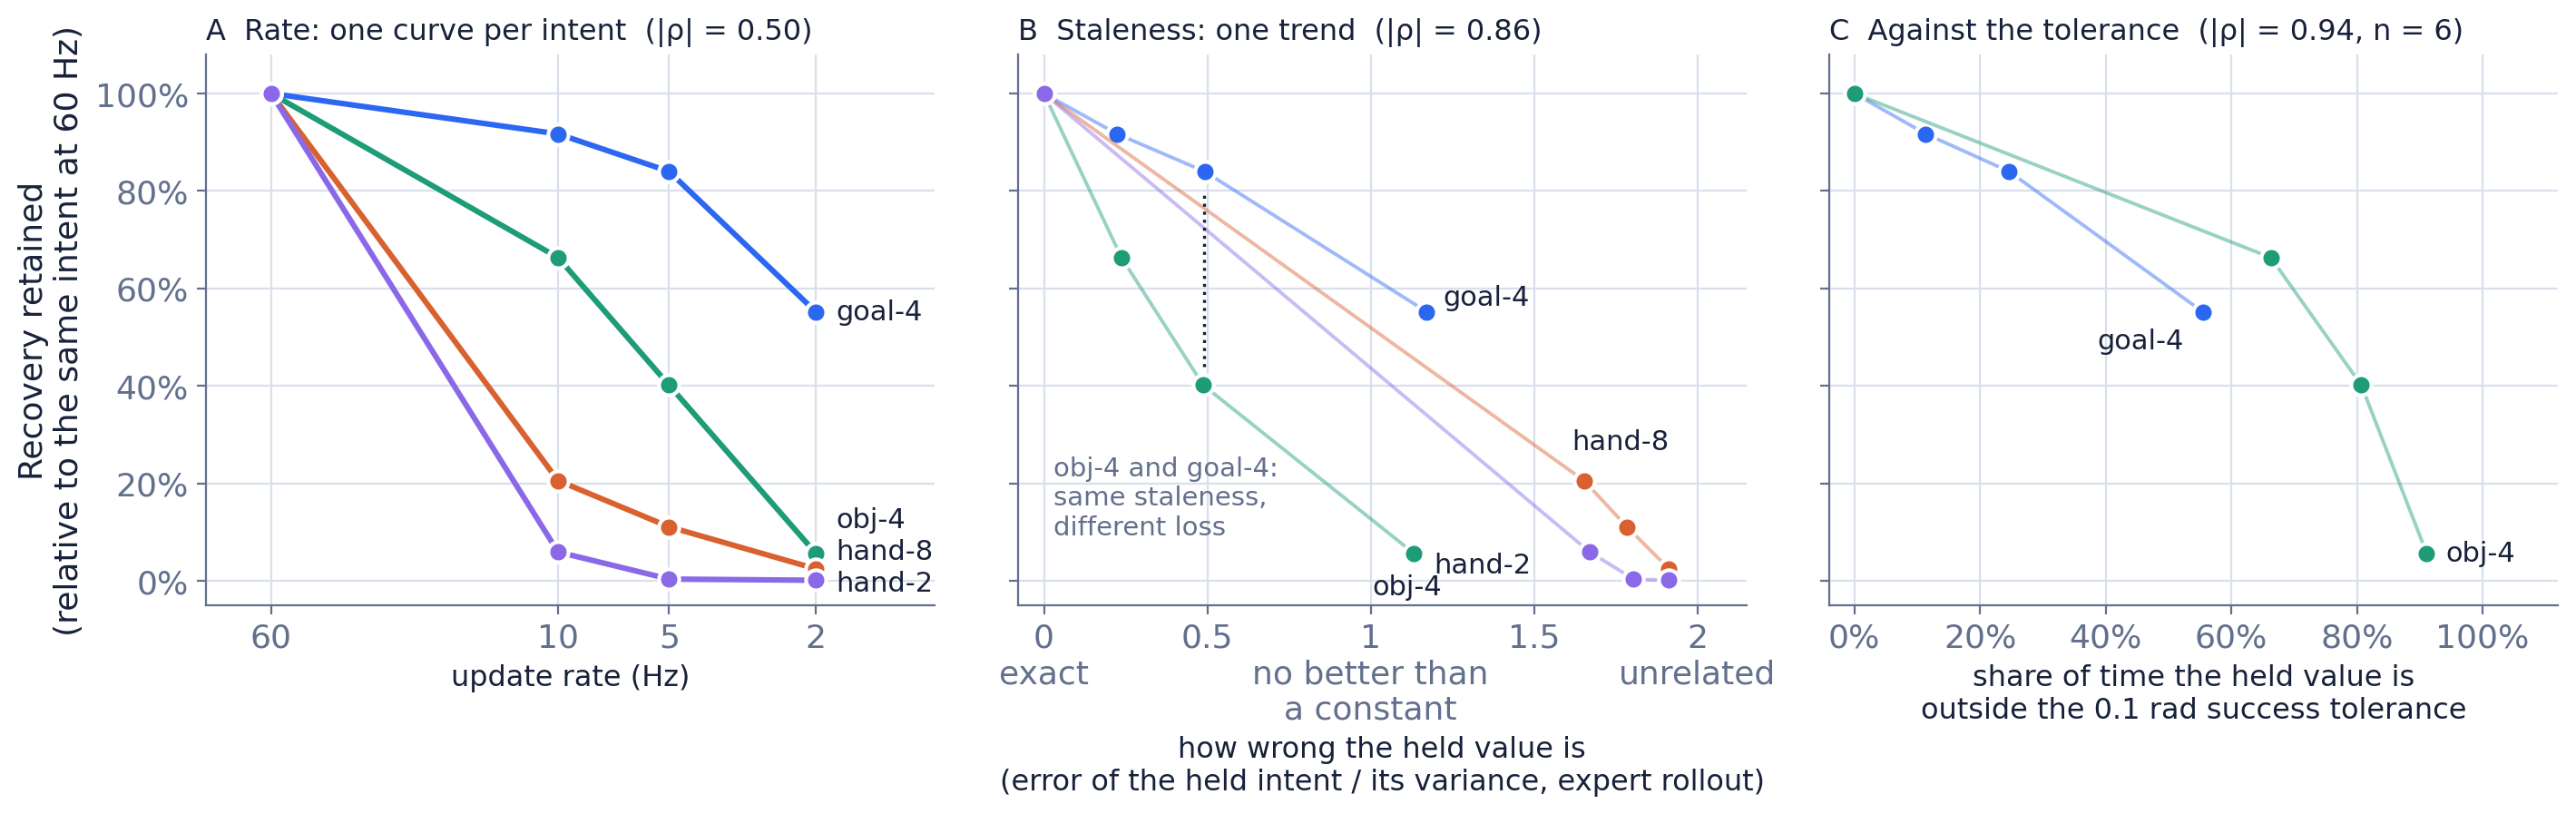 A  Rate: one curve per intent  (|ρ| = 0.50)
Recovery retained
(relative to the same intent at 60 Hz)
100%
80%
60%
40%
20%
0%
goal-4
obj-4
hand-8
hand-2
60
10
5
2
update rate (Hz)
B  Staleness: one trend  (|ρ| = 0.86)
goal-4
hand-8
obj-4 and goal-4:
same staleness,
different loss
hand-2
obj-4
0
0.5
1
1.5
2
exact
no better than
a constant
unrelated
how wrong the held value is
(error of the held intent / its variance, expert rollout)
C  Against the tolerance  (|ρ| = 0.94, n = 6)
goal-4
obj-4
0%
20%
40%
60%
80%
100%
share of time the held value is
outside the 0.1 rad success tolerance